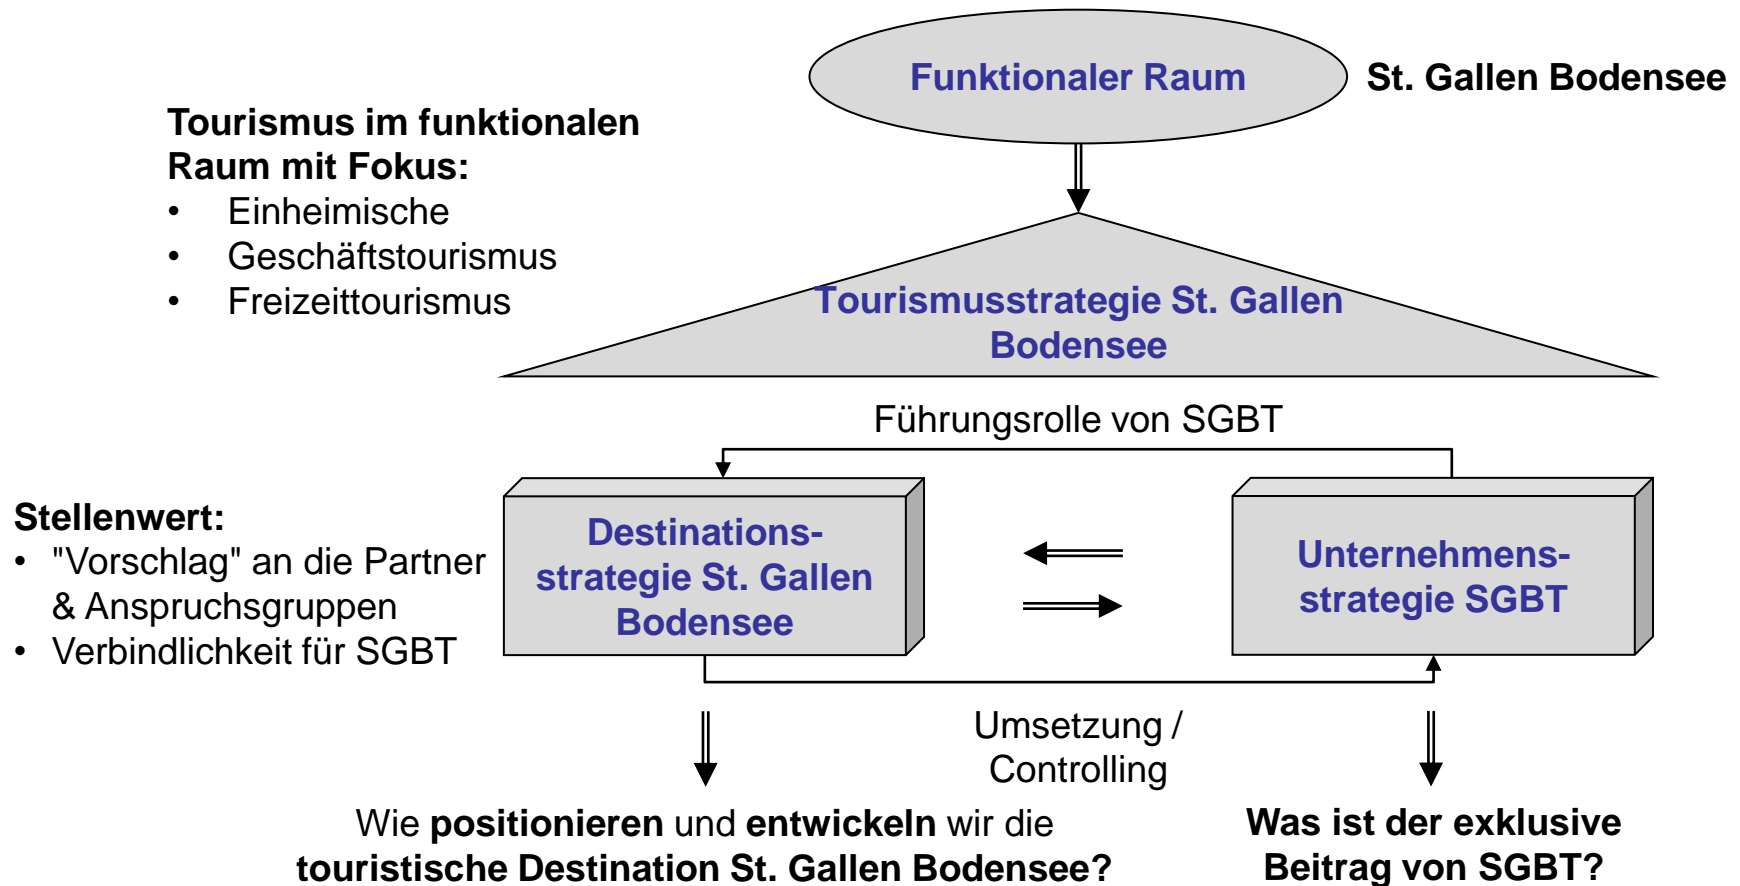 Funktionaler Raum
St. Gallen Bodensee
Tourismus im funktionalen
Raum mit Fokus:
• Einheimische
• Geschäftstourismus
• Freizeittourismus
Tourismusstrategie St. Gallen
Bodensee
Führungsrolle von SGBT
Stellenwert:
• "Vorschlag" an die Partner
& Anspruchsgruppen
• Verbindlichkeit für SGBT
Destinations-
strategie St. Gallen
Bodensee
Unternehmens-
strategie SGBT
Umsetzung /
Controlling
Wie positionieren und entwickeln wir die
touristische Destination St. Gallen Bodensee?
Was ist der exklusive
Beitrag von SGBT?